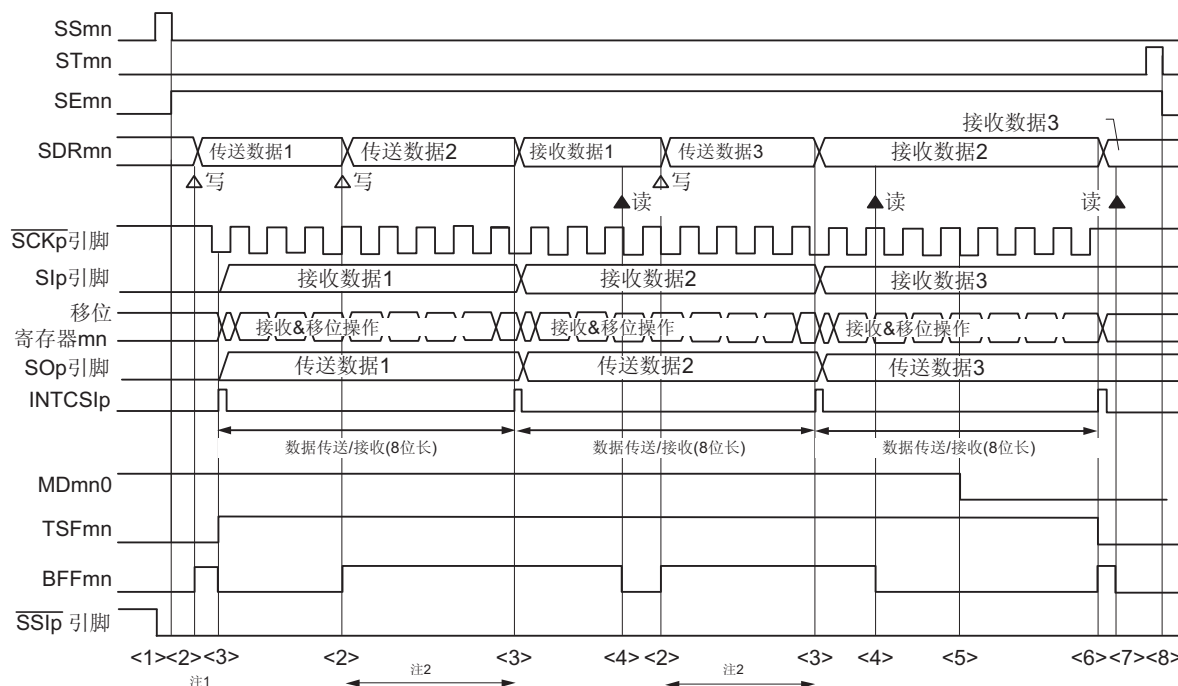 SSmn
STmn
SEmn
接收数据3
SDRmn 传送数据1 传送数据2 接收数据1 传送数据3 接收数据2
写 写 读 写 读 读
SCKp引脚
SIp引脚 接收数据1 接收数据2 接收数据3
移位
寄存器mn 接收&移位操作 接收&移位操作 接收&移位操作
SOp引脚 传送数据1 传送数据2 传送数据3
INTCSIp
数据传送/接收(8位长) 数据传送/接收(8位长) 数据传送/接收(8位长)
MDmn0
TSFmn
BFFmn
SSIp 引脚
<1><2><3> <2> <3> <4><2> <3> <4> <5> <6><7><8>
注1 注2 注2